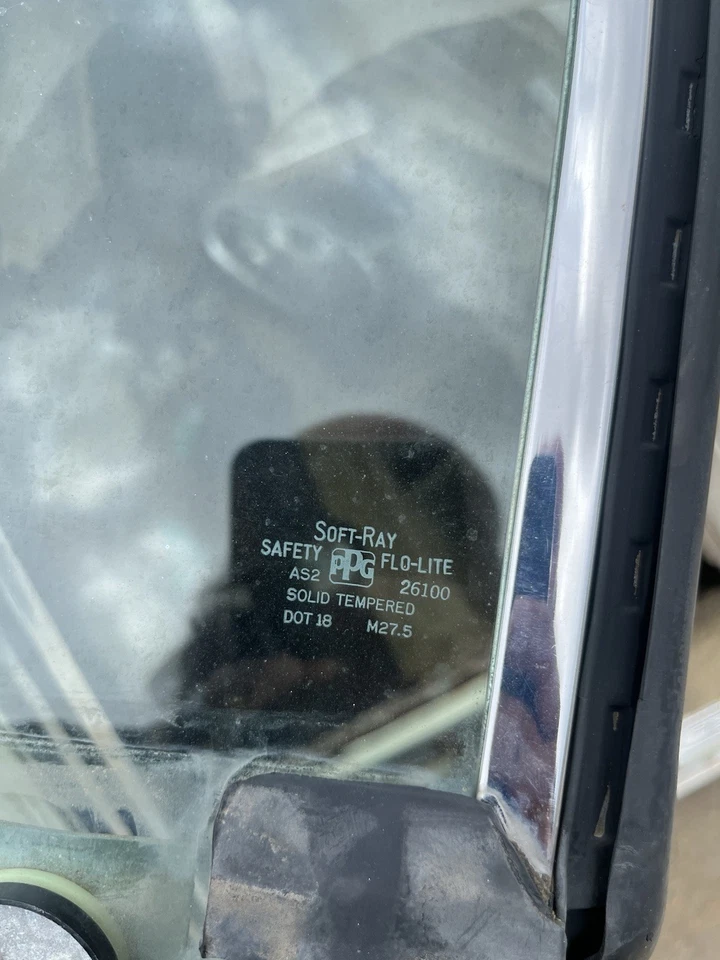 SOFT-RAY
SAFETY PPG FLO-LITE
AS2 26100
SOLID TEMPERED
DOT 18 M27.5